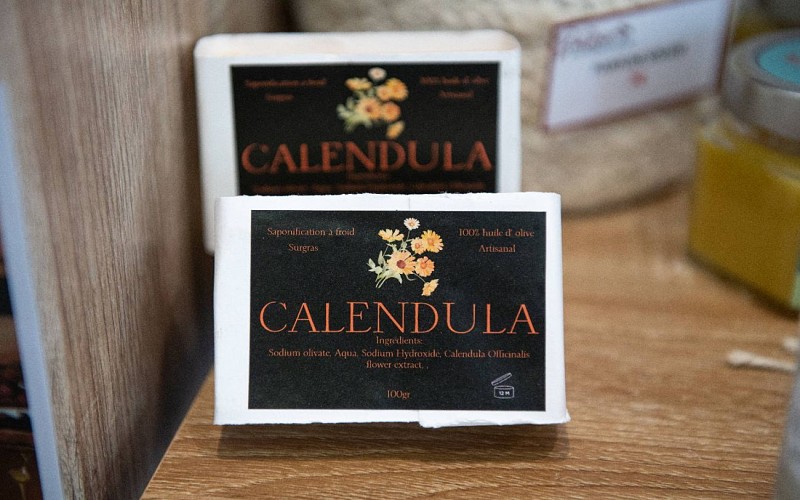 Saponification a froid
Surgras
100% huile d' olive
Artisanal
CALENDULA
Saponification à froid
Surgras
100% huile d' olive
Artisanal
CALENDULA
Ingrédients:
Sodium olivate, Aqua, Sodium Hydroxide, Calendula Officinalis
flower extract.
100gr
12 M